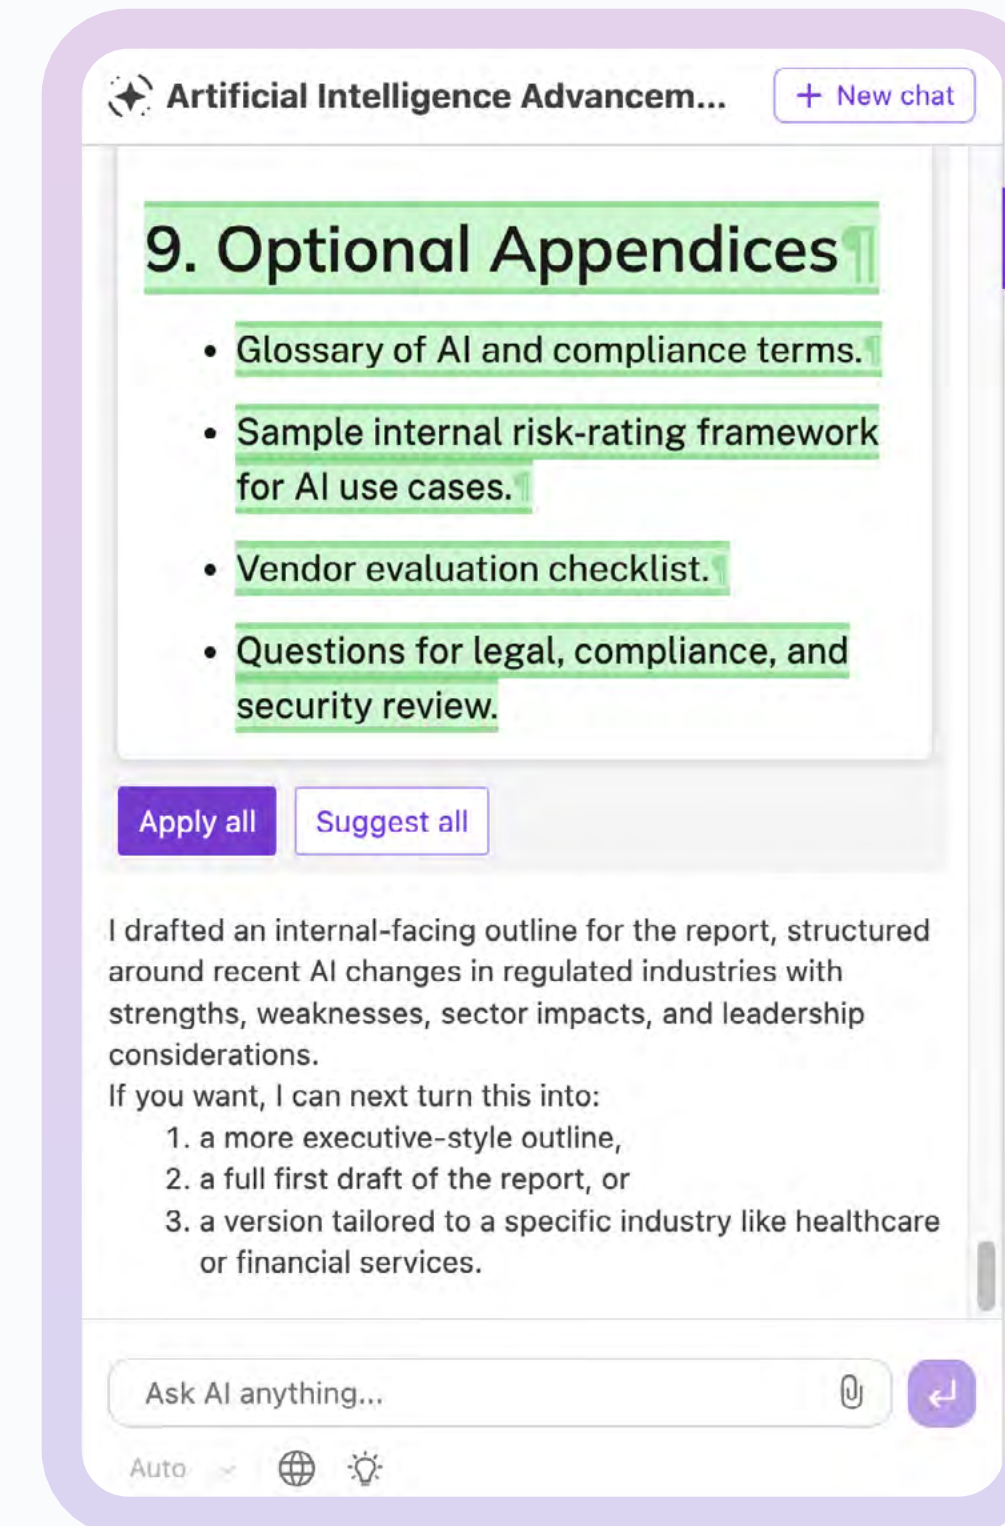 Artificial Intelligence Advancem...
+ New chat
9. Optional Appendices¶
• Glossary of AI and compliance terms.¶
• Sample internal risk-rating framework
for AI use cases.¶
• Vendor evaluation checklist.¶
• Questions for legal, compliance, and
security review.
Apply all
Suggest all
I drafted an internal-facing outline for the report, structured
around recent AI changes in regulated industries with
strengths, weaknesses, sector impacts, and leadership
considerations.
If you want, I can next turn this into:
1. a more executive-style outline,
2. a full first draft of the report, or
3. a version tailored to a specific industry like healthcare
or financial services.
Ask AI anything...
Auto